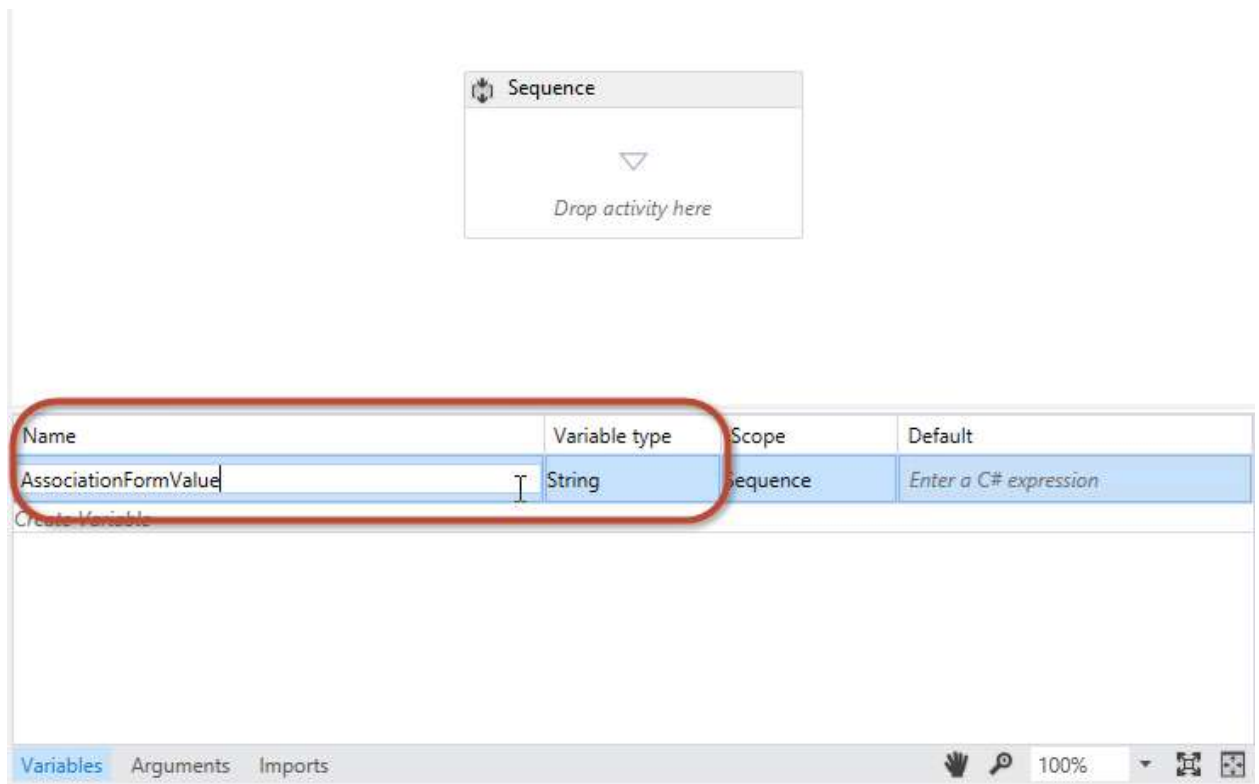 Sequence
Drop activity here
Name Variable type Scope Default
AssociationFormValue String Sequence Enter a C# expression
Create Variable
Variables Arguments Imports 100%